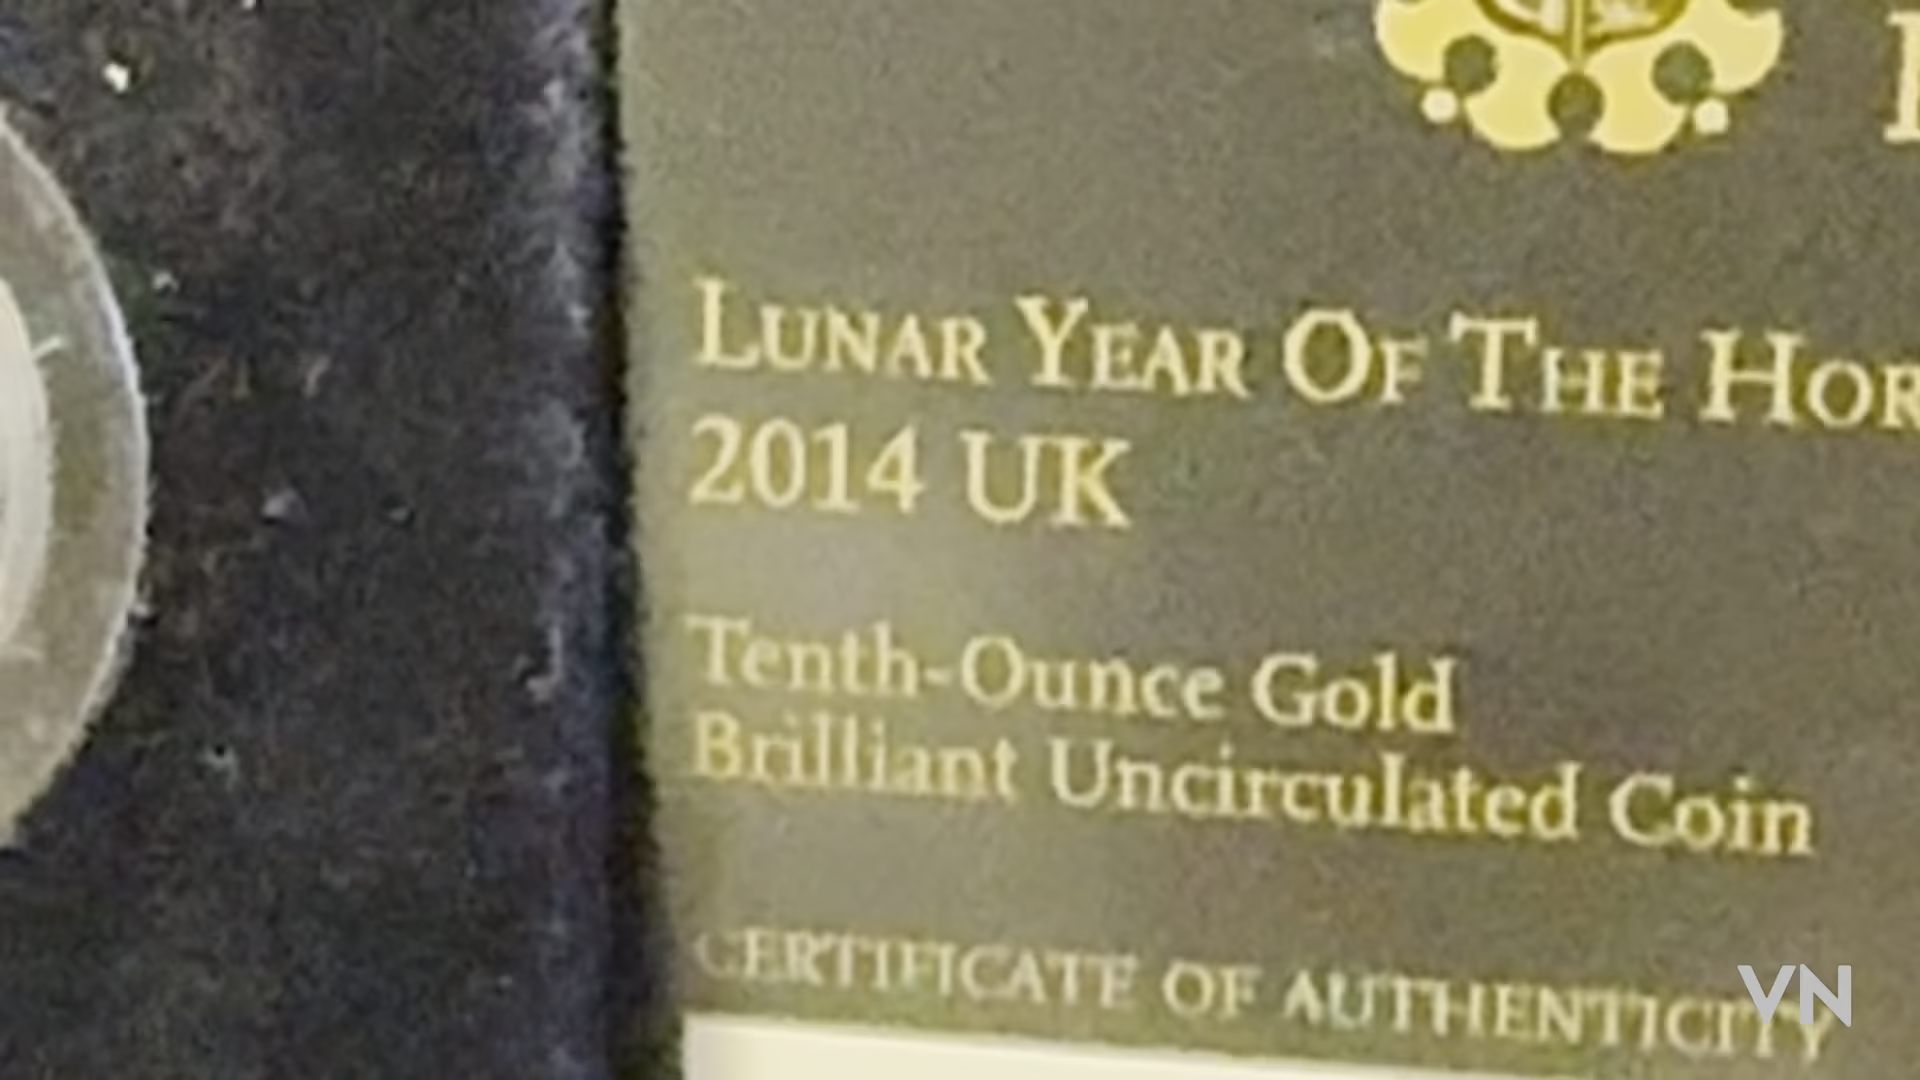 LUNAR YEAR OF THE HOR
2014 UK
Tenth-Ounce Gold
Brilliant Uncirculated Coin
CERTIFICATE OF AUTHENTICITY
VN